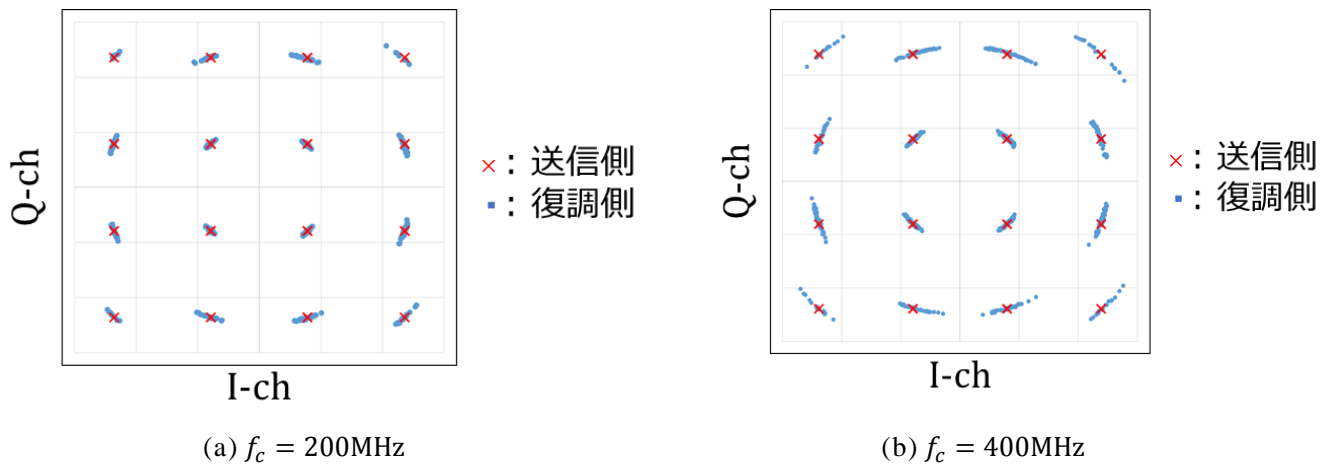 Q-ch
×：送信側
▪：復調側
I-ch
(a) f_c = 200MHz
Q-ch
×：送信側
▪：復調側
I-ch
(b) f_c = 400MHz